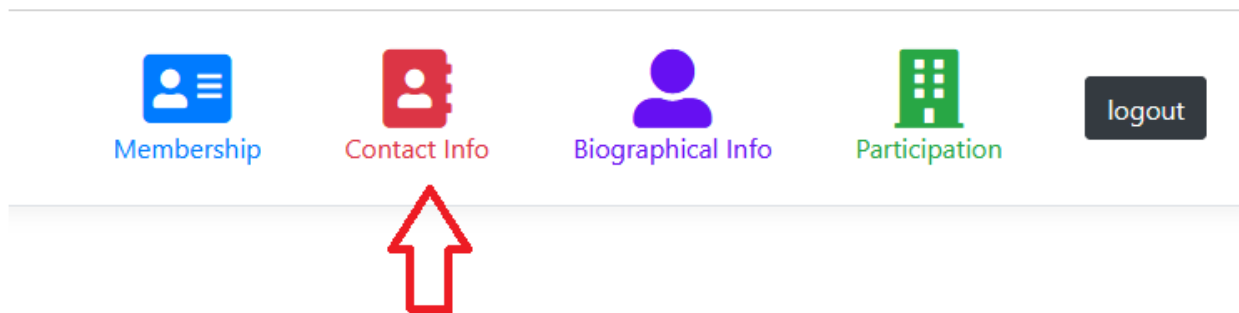 Membership
Contact Info
Biographical Info
Participation
logout